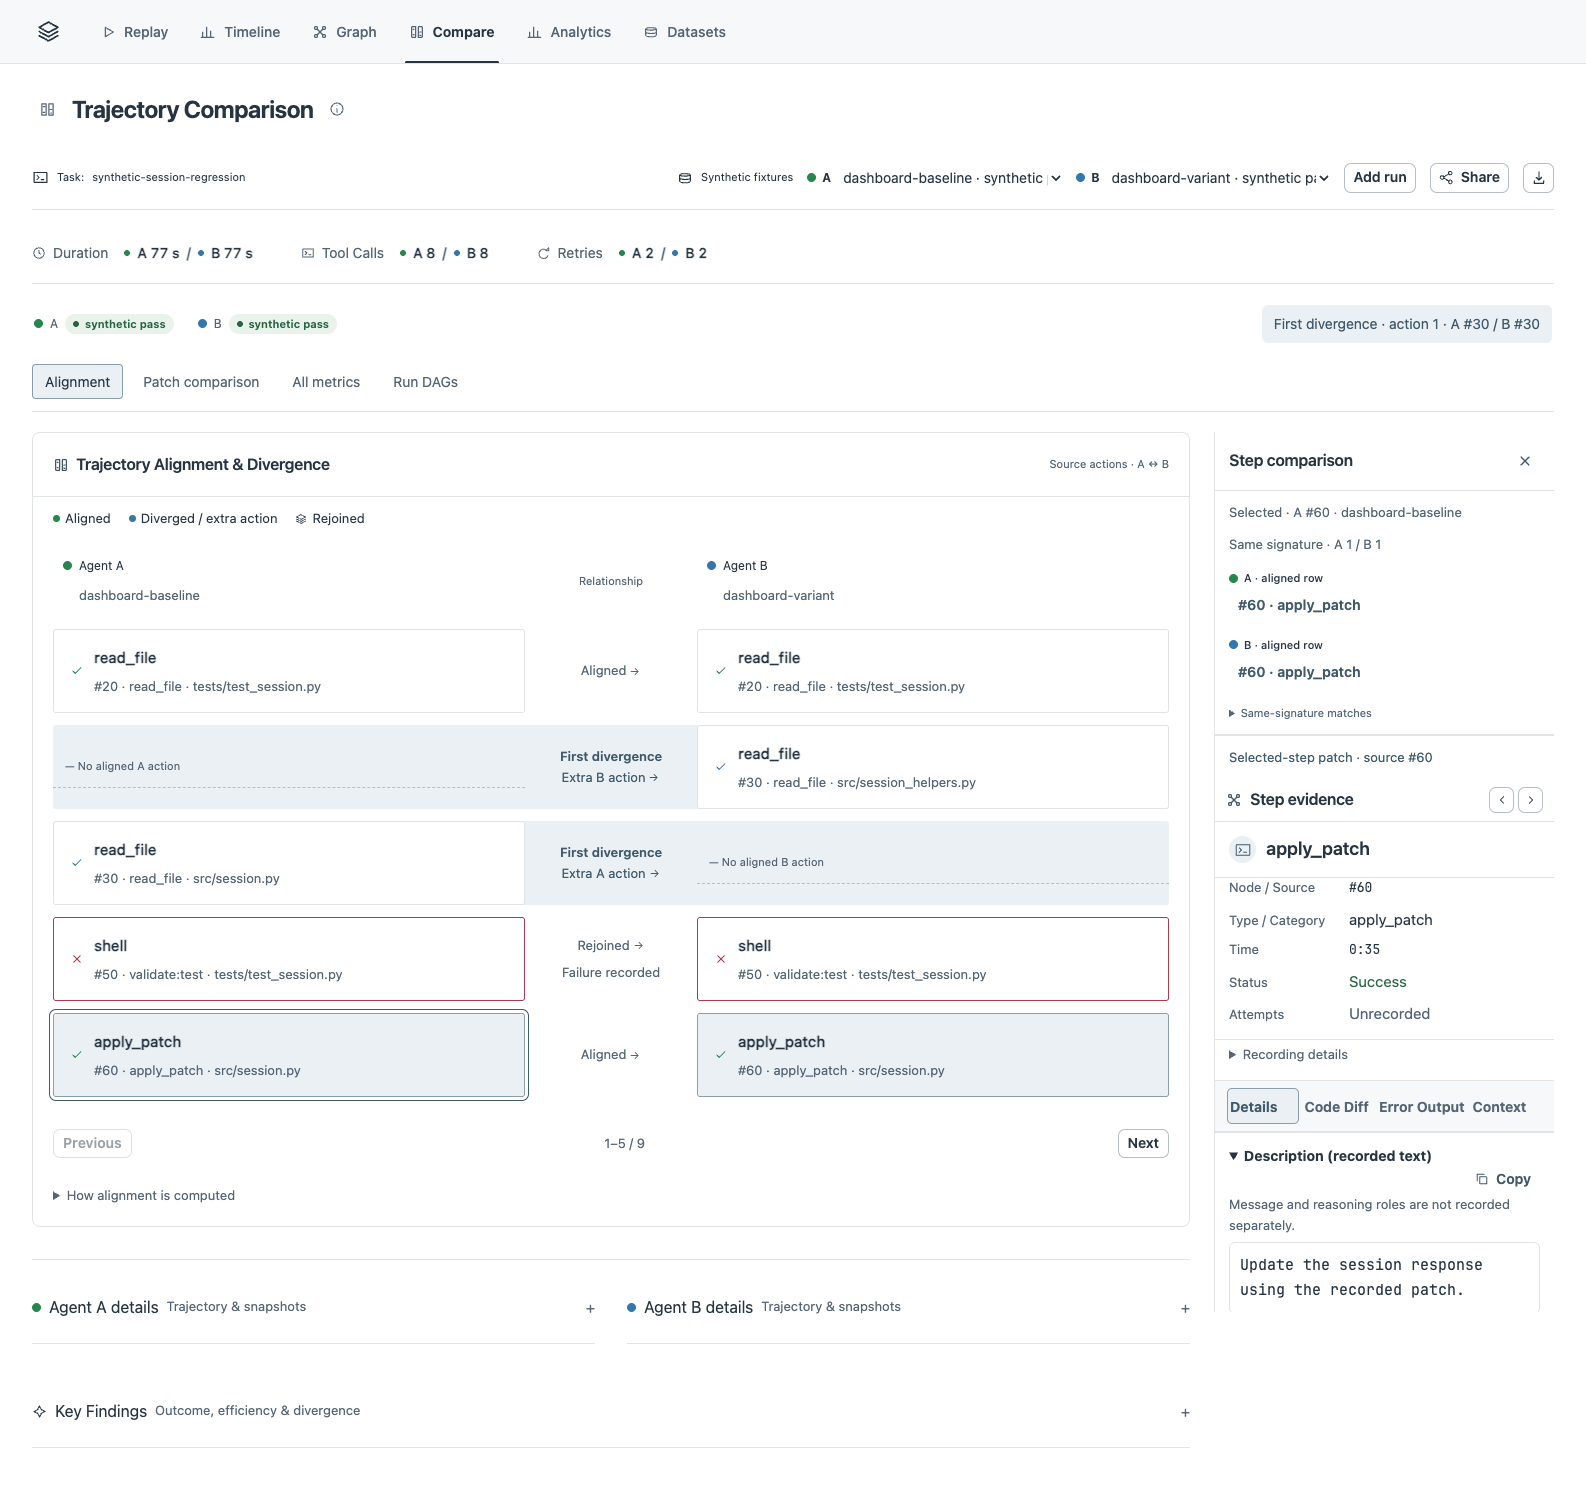 Replay Timeline Graph Compare Analytics Datasets
Trajectory Comparison
Task: synthetic-session-regression
Synthetic fixtures A dashboard-baseline · synthetic B dashboard-variant · synthetic pa Add run Share
Duration A 77 s / B 77 s Tool Calls A 8 / B 8 Retries A 2 / B 2
A synthetic pass B synthetic pass First divergence · action 1 · A #30 / B #30
Alignment Patch comparison All metrics Run DAGs
Trajectory Alignment & Divergence Source actions · A ↔ B
Aligned Diverged / extra action Rejoined
Agent A
dashboard-baseline
Relationship
Agent B
dashboard-variant
read_file
#20 · read_file · tests/test_session.py
Aligned →
read_file
#20 · read_file · tests/test_session.py
— No aligned A action
First divergence
Extra B action →
read_file
#30 · read_file · src/session_helpers.py
read_file
#30 · read_file · src/session.py
First divergence
Extra A action →
— No aligned B action
shell
#50 · validate:test · tests/test_session.py
Rejoined →
Failure recorded
shell
#50 · validate:test · tests/test_session.py
apply_patch
#60 · apply_patch · src/session.py
Aligned →
apply_patch
#60 · apply_patch · src/session.py
Previous 1–5 / 9 Next
How alignment is computed
Agent A details Trajectory & snapshots +
Agent B details Trajectory & snapshots +
Key Findings Outcome, efficiency & divergence +
Step comparison
Selected · A #60 · dashboard-baseline
Same signature · A 1 / B 1
A · aligned row
#60 · apply_patch
B · aligned row
#60 · apply_patch
Same-signature matches
Selected-step patch · source #60
Step evidence
apply_patch
Node / Source #60
Type / Category apply_patch
Time 0:35
Status Success
Attempts Unrecorded
Recording details
Details Code Diff Error Output Context
Description (recorded text)
Copy
Message and reasoning roles are not recorded
separately.
Update the session response
using the recorded patch.